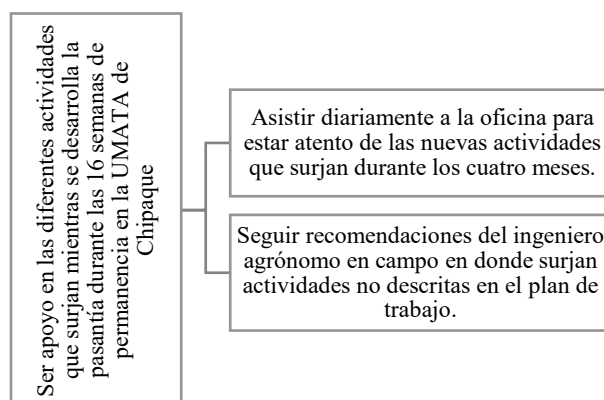 Ser apoyo en las diferentes actividades
que surjan mientras se desarrolla la
pasantía durante las 16 semanas de
permanencia en la UMATA de
Chipaque
Asistir diariamente a la oficina para
estar atento de las nuevas actividades
que surjan durante los cuatro meses.
Seguir recomendaciones del ingeniero
agrónomo en campo en donde surjan
actividades no descritas en el plan de
trabajo.